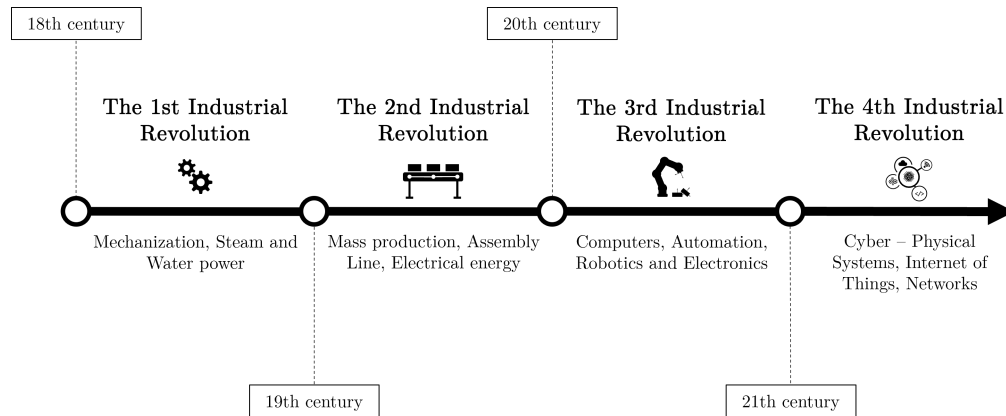 18th century
20th century
The 1st Industrial
Revolution
The 2nd Industrial
Revolution
The 3rd Industrial
Revolution
The 4th Industrial
Revolution
Mechanization, Steam and
Water power
Mass production, Assembly
Line, Electrical energy
Computers, Automation,
Robotics and Electronics
Cyber – Physical
Systems, Internet of
Things, Networks
19th century
21th century